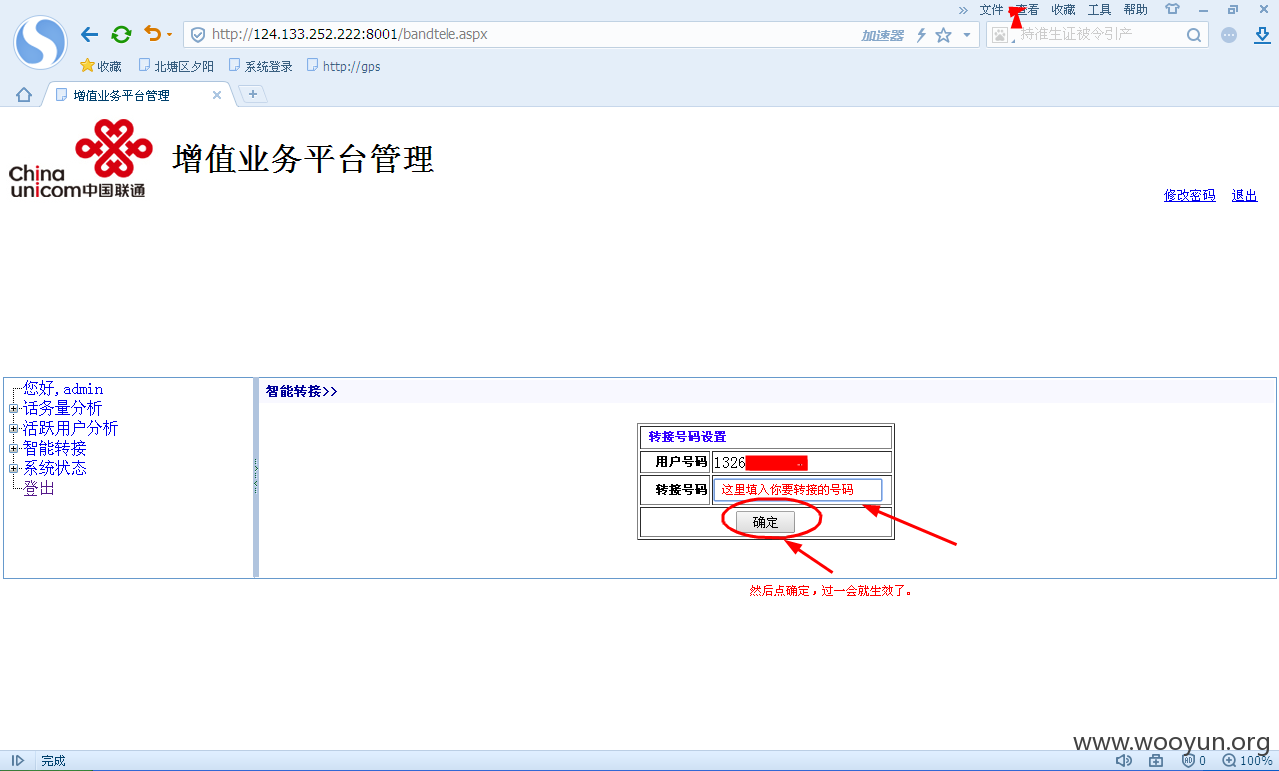 » 文件 查看 收藏 工具 帮助
http://124.133.252.222:8001/bandtele.aspx 加速器 持准生证被令引产
收藏 北塘区夕阳 系统登录 http://gps
增值业务平台管理
China unicom中国联通
增值业务平台管理
修改密码 退出
您好,admin
话务量分析
活跃用户分析
智能转接
系统状态
登出
智能转接>>
转接号码设置
用户号码 1326
转接号码 这里填入你要转接的号码
确定
然后点确定，过一会就生效了。
www.wooyun.org
完成 0 100%